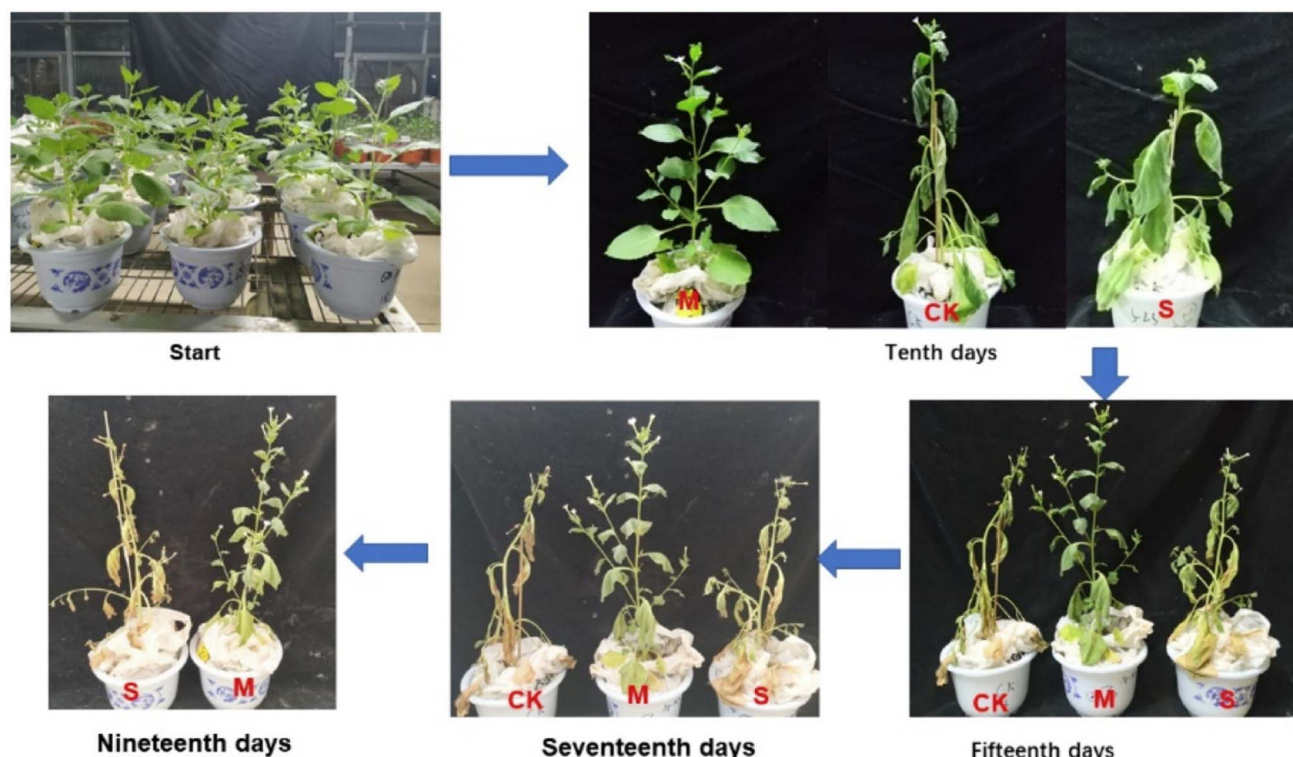 M
CK
S
Start
Tenth days
S
M
CK
M
S
CK
M
S
Nineteenth days
Seventeenth days
Fifteenth days